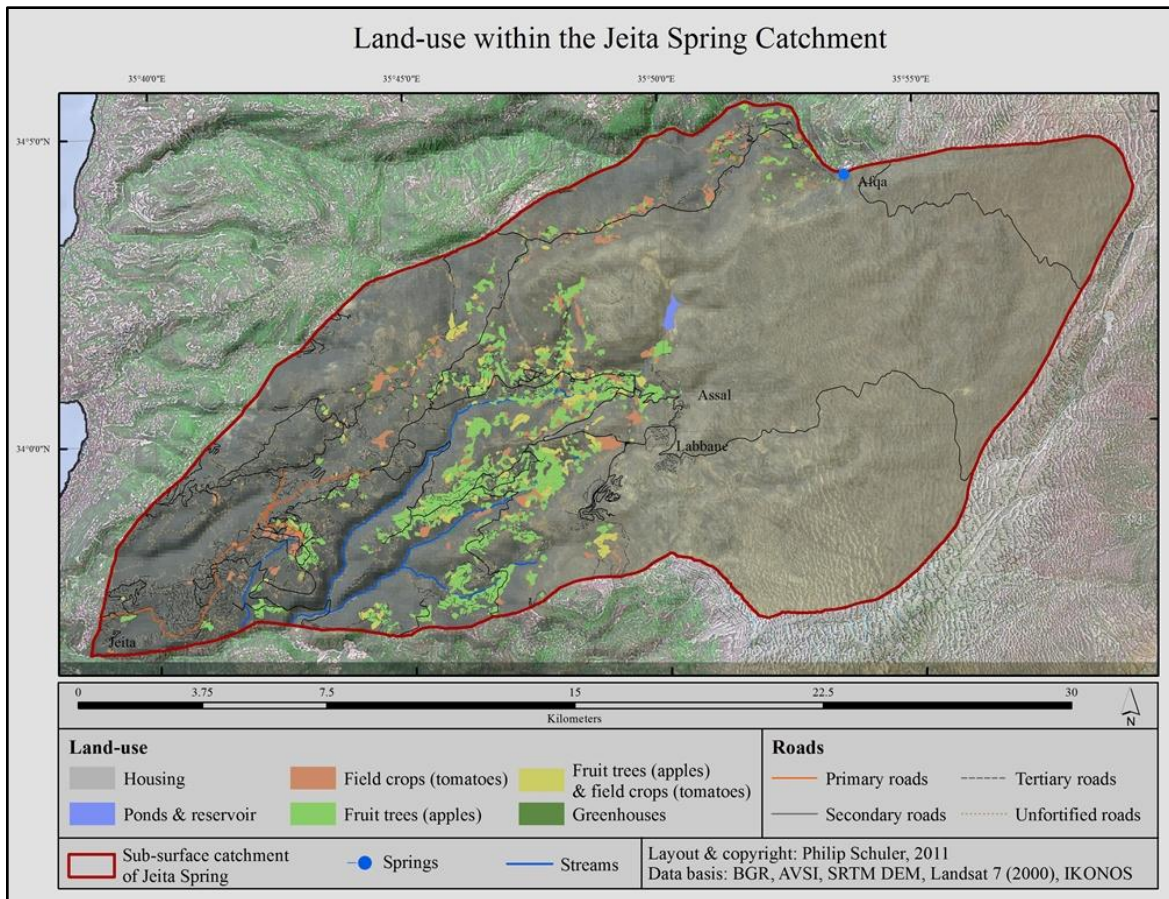 Land-use within the Jeita Spring Catchment
35°40'0"E
35°45'0"E
35°50'0"E
35°55'0"E
34°5'0"N
34°0'0"N
Afqa
Assal
Labbane
Jeita
0
3.75
7.5
15
22.5
30
Kilometers
N
Land-use
Housing
Field crops (tomatoes)
Fruit trees (apples)
& field crops (tomatoes)
Ponds & reservoir
Fruit trees (apples)
Greenhouses
Roads
Primary roads
Tertiary roads
Secondary roads
Unfortified roads
Sub-surface catchment
of Jeita Spring
Springs
Streams
Layout & copyright: Philip Schuler, 2011
Data basis: BGR, AVSI, SRTM DEM, Landsat 7 (2000), IKONOS